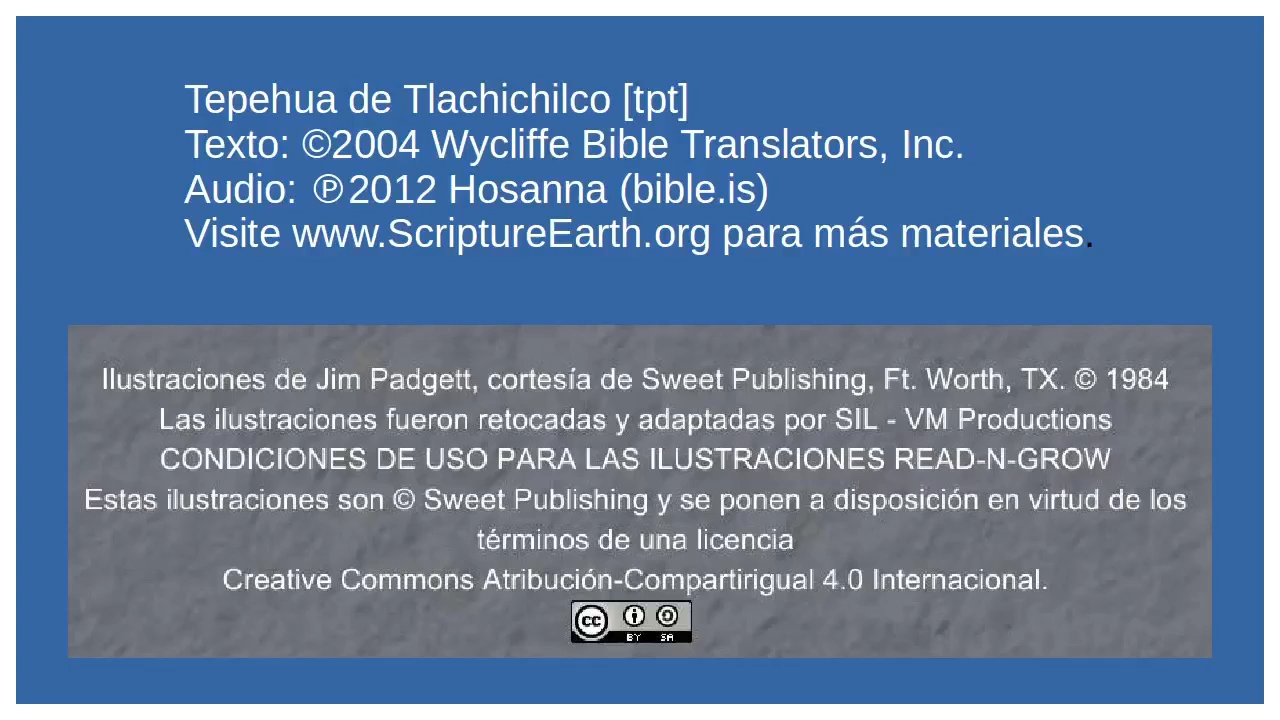 Tepehua de Tlachichilco [tpt]
Texto: ©2004 Wycliffe Bible Translators, Inc.
Audio: ℗2012 Hosanna (bible.is)
Visite www.ScriptureEarth.org para más materiales.
Ilustraciones de Jim Padgett, cortesía de Sweet Publishing, Ft. Worth, TX. © 1984
Las ilustraciones fueron retocadas y adaptadas por SIL - VM Productions
CONDICIONES DE USO PARA LAS ILUSTRACIONES READ-N-GROW
Estas ilustraciones son © Sweet Publishing y se ponen a disposición en virtud de los
términos de una licencia
Creative Commons Atribución-Compartirigual 4.0 Internacional.
cc
BY SA